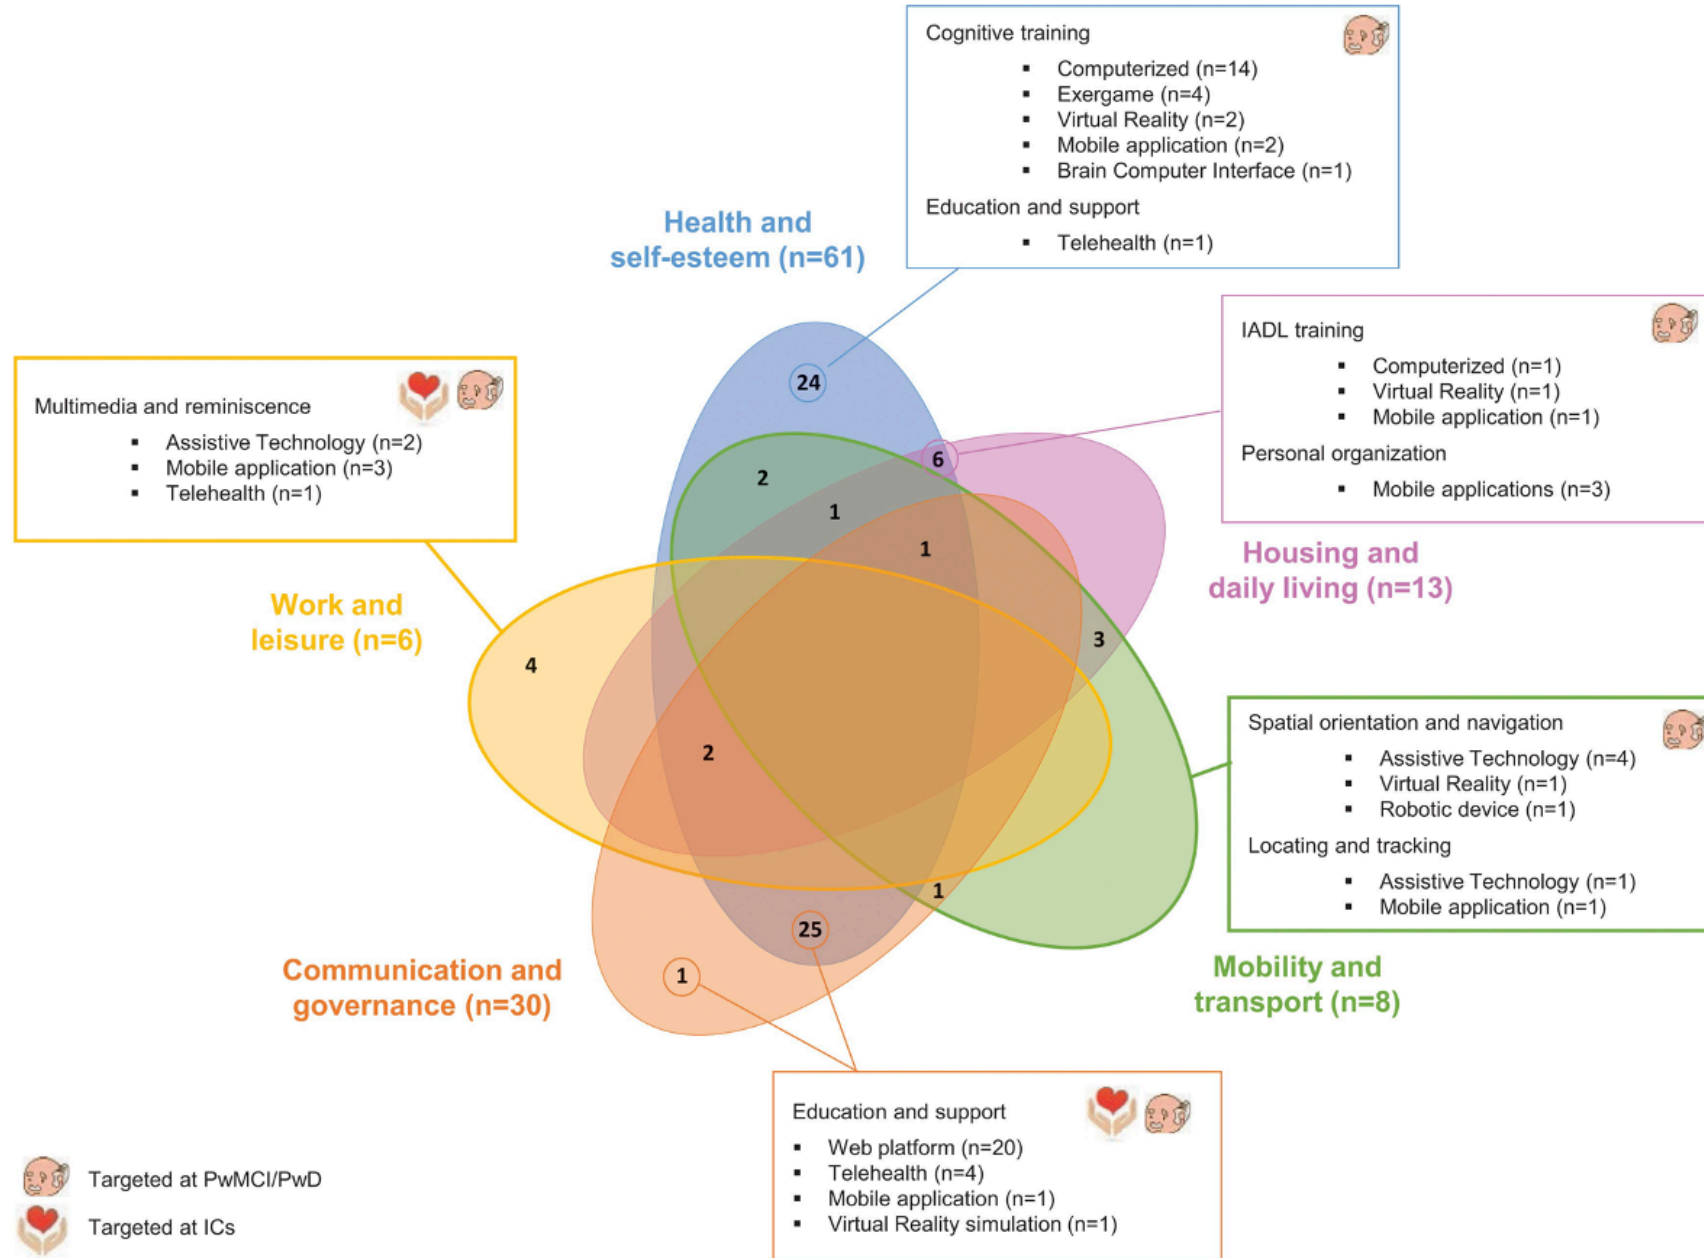 Cognitive training
▪ Computerized (n=14)
▪ Exergame (n=4)
▪ Virtual Reality (n=2)
▪ Mobile application (n=2)
▪ Brain Computer Interface (n=1)
Education and support
▪ Telehealth (n=1)
Health and
self-esteem (n=61)
IADL training
▪ Computerized (n=1)
▪ Virtual Reality (n=1)
▪ Mobile application (n=1)
Personal organization
▪ Mobile applications (n=3)
Housing and
daily living (n=13)
Multimedia and reminiscence
▪ Assistive Technology (n=2)
▪ Mobile application (n=3)
▪ Telehealth (n=1)
Work and
leisure (n=6)
24
6
2
1
1
3
4
2
1
25
1
Spatial orientation and navigation
▪ Assistive Technology (n=4)
▪ Virtual Reality (n=1)
▪ Robotic device (n=1)
Locating and tracking
▪ Assistive Technology (n=1)
▪ Mobile application (n=1)
Mobility and
transport (n=8)
Communication and
governance (n=30)
Education and support
▪ Web platform (n=20)
▪ Telehealth (n=4)
▪ Mobile application (n=1)
▪ Virtual Reality simulation (n=1)
Targeted at PwMCI/PwD
Targeted at ICs